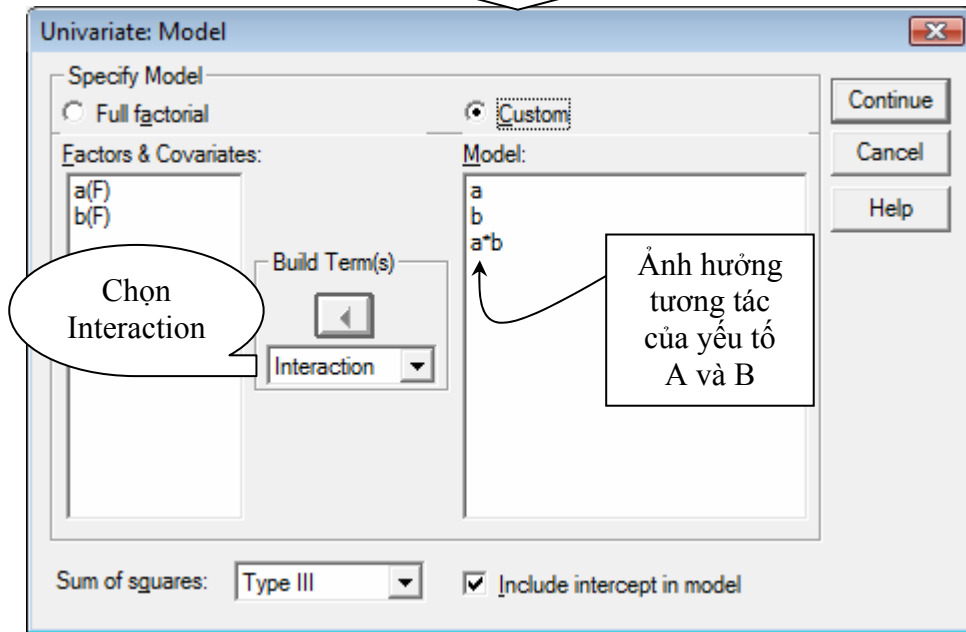 Univariate: Model
Specify Model
Full factorial
Custom
Continue
Cancel
Help
Factors & Covariates:
a(F)
b(F)
Build Term(s)
Interaction
Model:
a
b
a*b
Chọn
Interaction
Ảnh hưởng
tương tác
của yếu tố
A và B
Sum of squares:
Type III
Include intercept in model